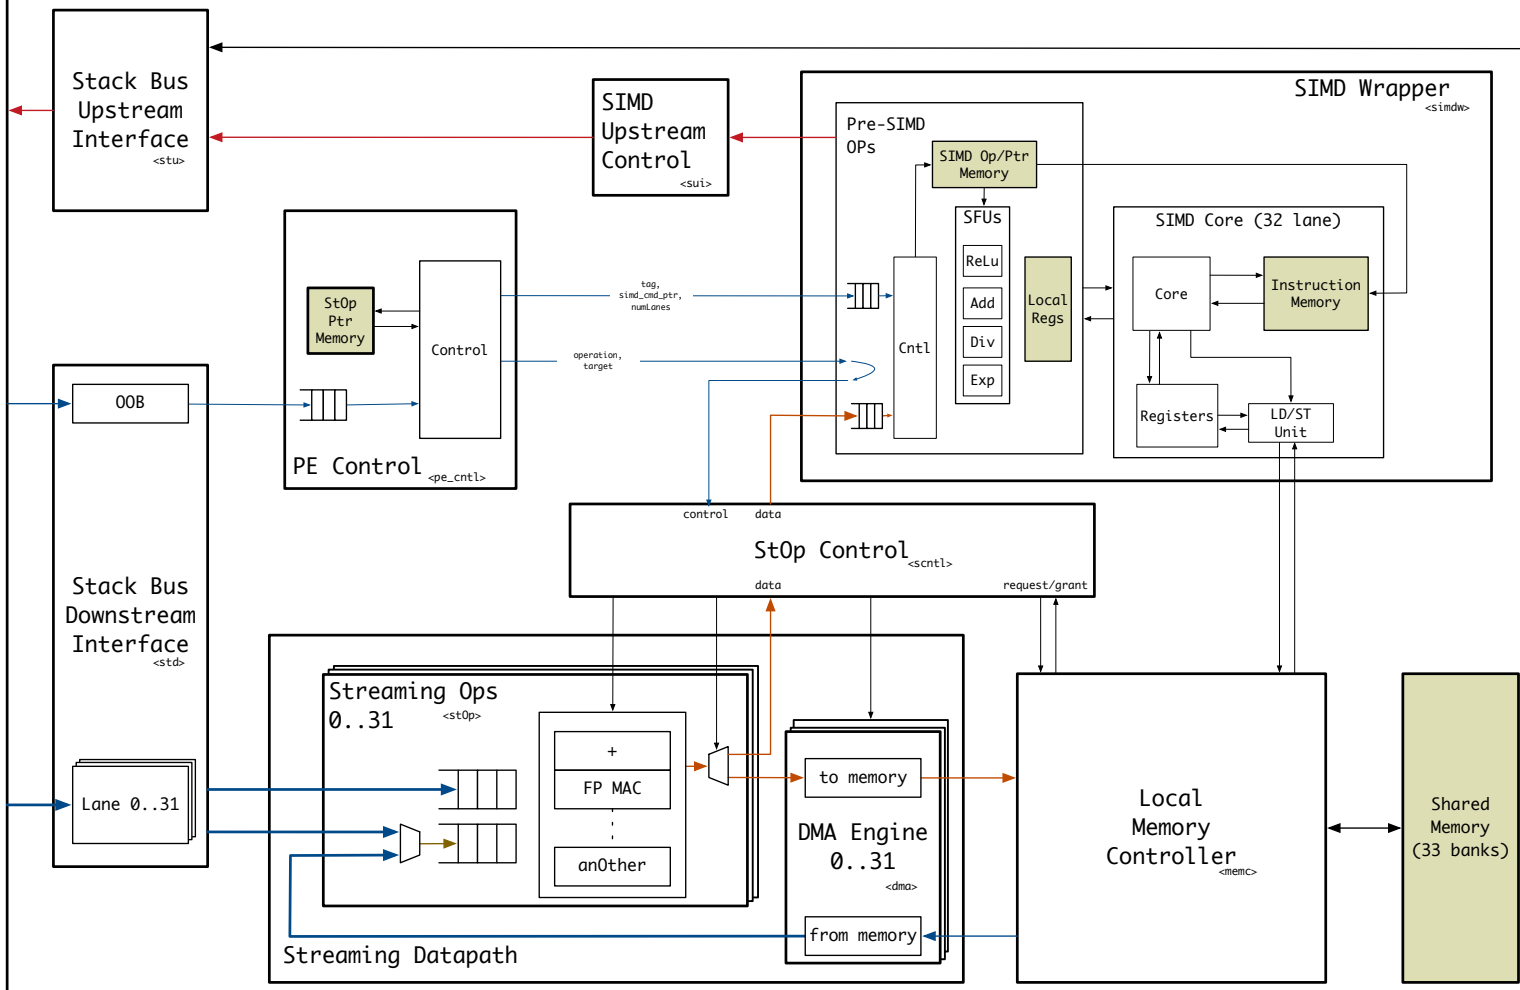 Stack Bus
Upstream
Interface
<stu>
SIMD
Upstream
Control
<sui>
SIMD Wrapper
<simdw>
Pre-SIMD
OPs
SIMD Op/Ptr
Memory
SFUs
ReLu
Add
Div
Exp
Local
Regs
Cntl
SIMD Core (32 lane)
Core
Instruction
Memory
Registers
LD/ST
Unit
StOp
Ptr
Memory
Control
PE Control
<pe_cntl>
tag,
simd_cmd_ptr,
numLanes
operation,
target
OOB
Stack Bus
Downstream
Interface
<std>
Lane 0..31
control
data
StOp Control
<scntl>
data
request/grant
Streaming Ops
0..31
<stOp>
+
FP MAC
anOther
to memory
DMA Engine
0..31
<dma>
from memory
Streaming Datapath
Local
Memory
Controller
<memc>
Shared
Memory
(33 banks)